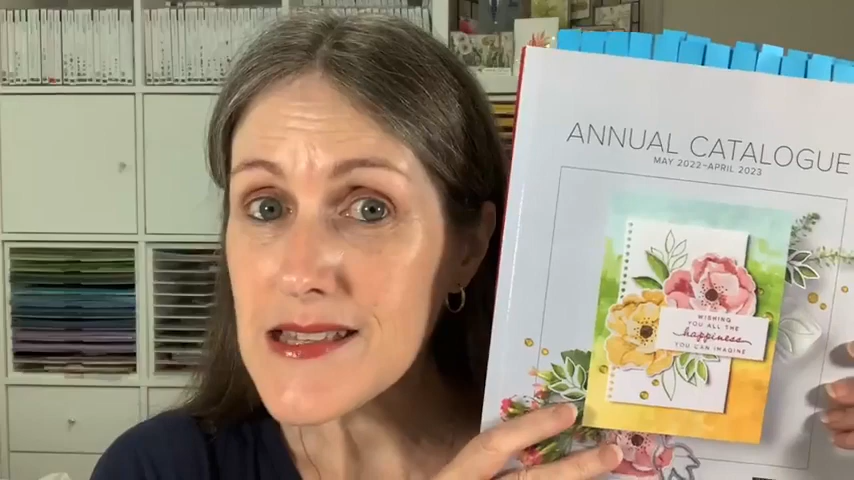 ANNUAL CATALOGUE
MAY 2022–APRIL 2023
WISHING
YOU ALL THE
happiness
YOU CAN IMAGINE